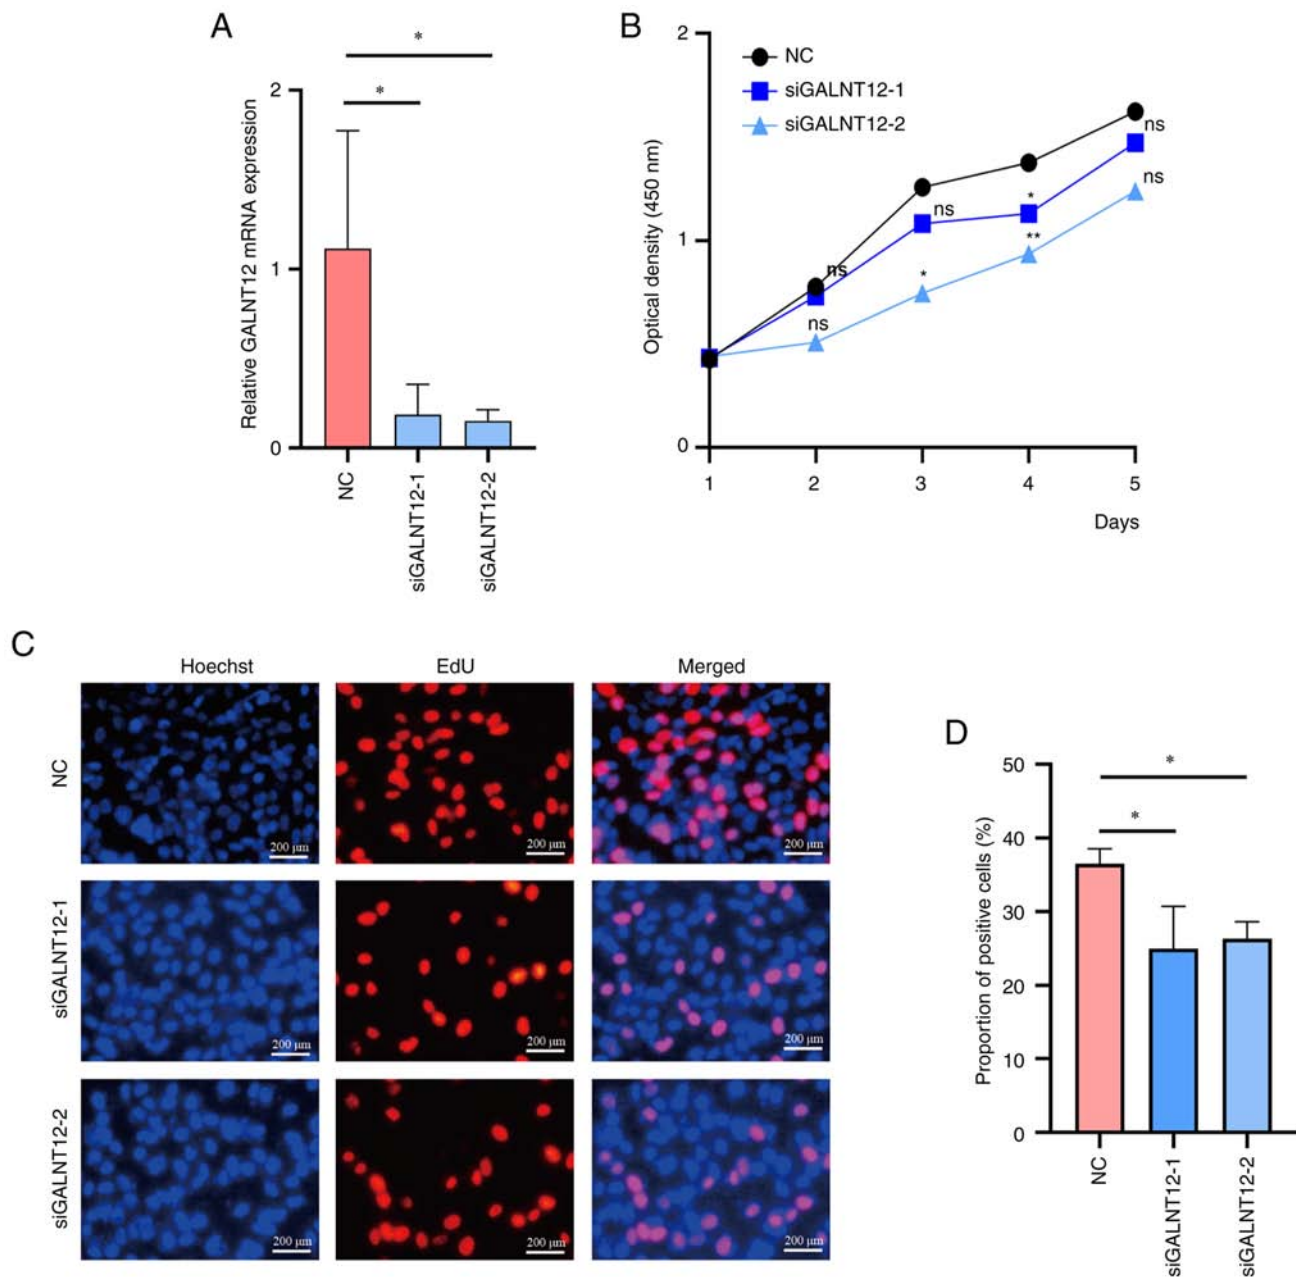 A
*
*
2
1
0
Relative GALNT12 mRNA expression
NC
siGALNT12-1
siGALNT12-2
B
NC
siGALNT12-1
siGALNT12-2
2
1
0
Optical density (450 nm)
ns
ns
ns
*
*
**
ns
ns
1 2 3 4 5
Days
C
Hoechst EdU Merged
NC
200 μm 200 μm 200 μm
siGALNT12-1
200 μm 200 μm 200 μm
siGALNT12-2
200 μm 200 μm 200 μm
D
*
*
50
40
30
20
10
0
Proportion of positive cells (%)
NC
siGALNT12-1
siGALNT12-2